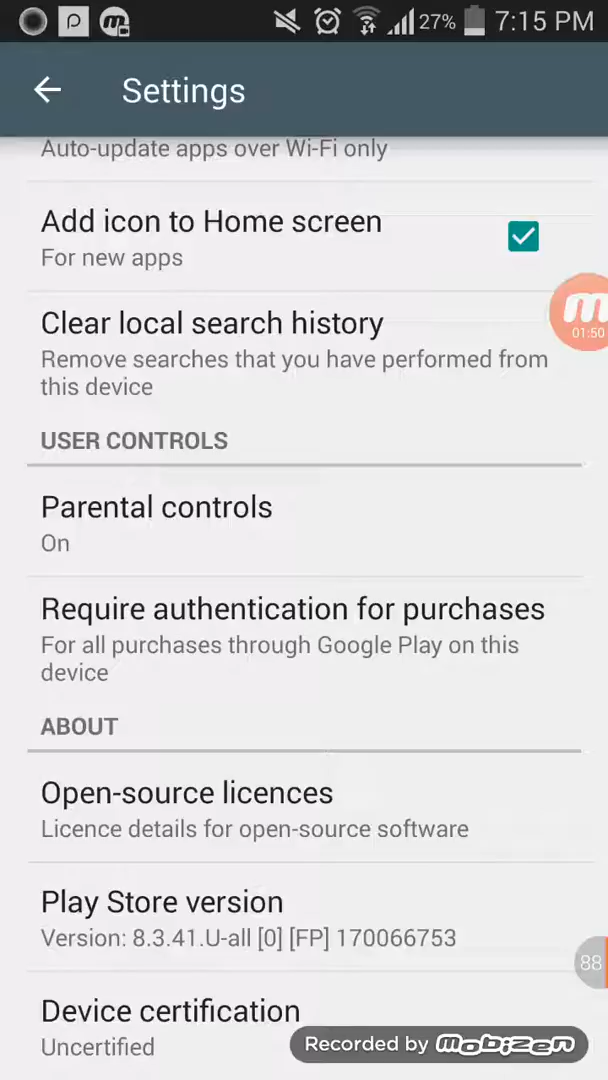 27% 7:15 PM
Settings
Auto-update apps over Wi-Fi only
Add icon to Home screen
For new apps
Clear local search history
01:50
Remove searches that you have performed from
this device
USER CONTROLS
Parental controls
On
Require authentication for purchases
For all purchases through Google Play on this
device
ABOUT
Open-source licences
Licence details for open-source software
Play Store version
Version: 8.3.41.U-all [0] [FP] 170066753
88
Device certification
Uncertified
Recorded by mobizen